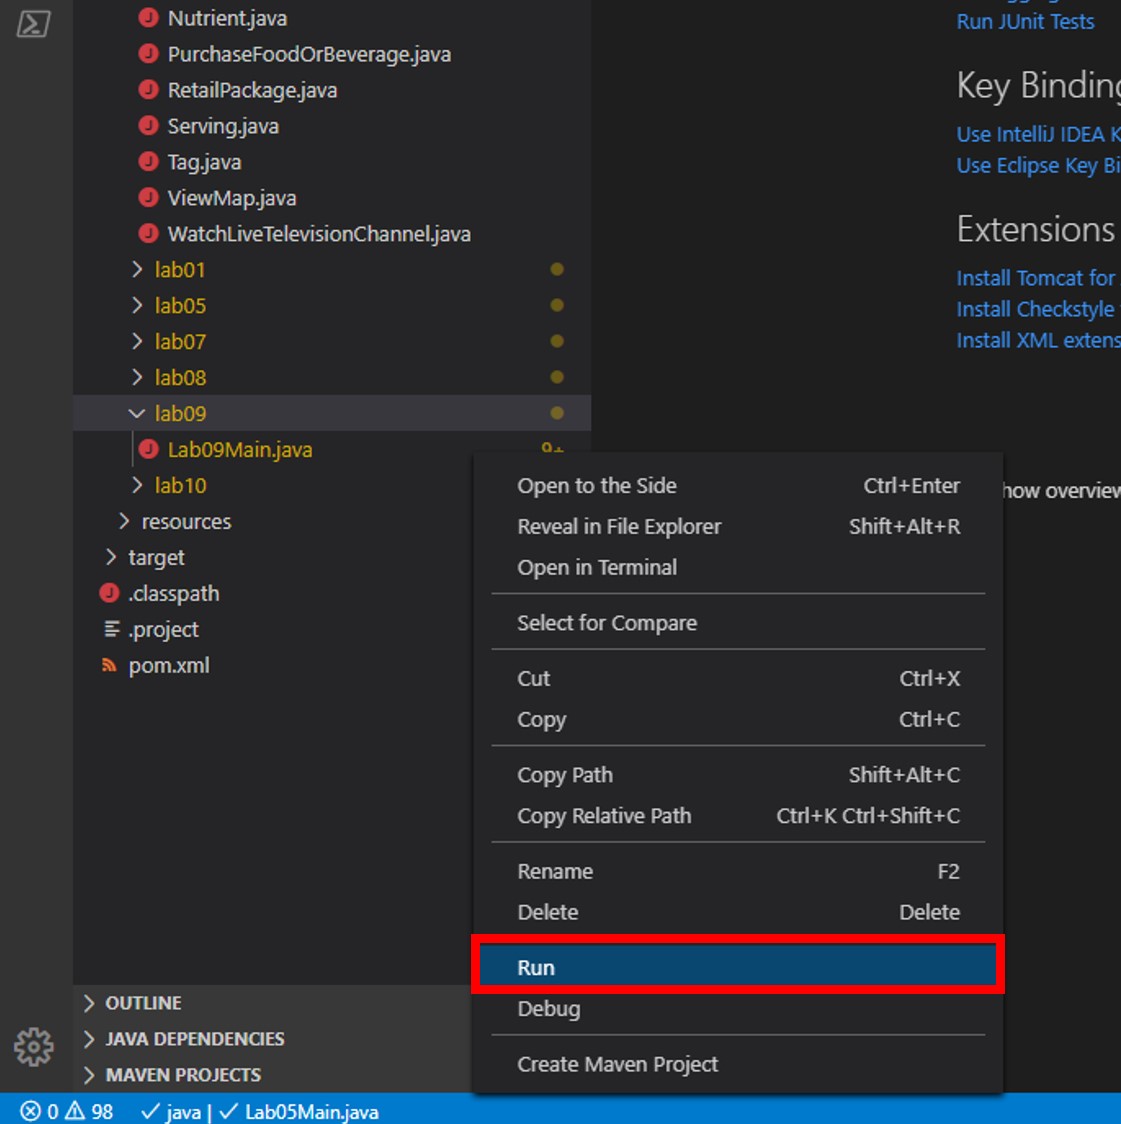 Nutrient.java
PurchaseFoodOrBeverage.java
RetailPackage.java
Serving.java
Tag.java
ViewMap.java
WatchLiveTelevisionChannel.java
lab01
lab05
lab07
lab08
lab09
Lab09Main.java 9+
lab10
resources
target
.classpath
.project
pom.xml
OUTLINE
JAVA DEPENDENCIES
MAVEN PROJECTS
Run JUnit Tests
Key Binding
Use IntelliJ IDEA K
Use Eclipse Key Bi
Extensions
Install Tomcat for
Install Checkstyle
Install XML extens
how overview
Open to the Side Ctrl+Enter
Reveal in File Explorer Shift+Alt+R
Open in Terminal
Select for Compare
Cut Ctrl+X
Copy Ctrl+C
Copy Path Shift+Alt+C
Copy Relative Path Ctrl+K Ctrl+Shift+C
Rename F2
Delete Delete
Run
Debug
Create Maven Project
0 98 java | Lab05Main.java